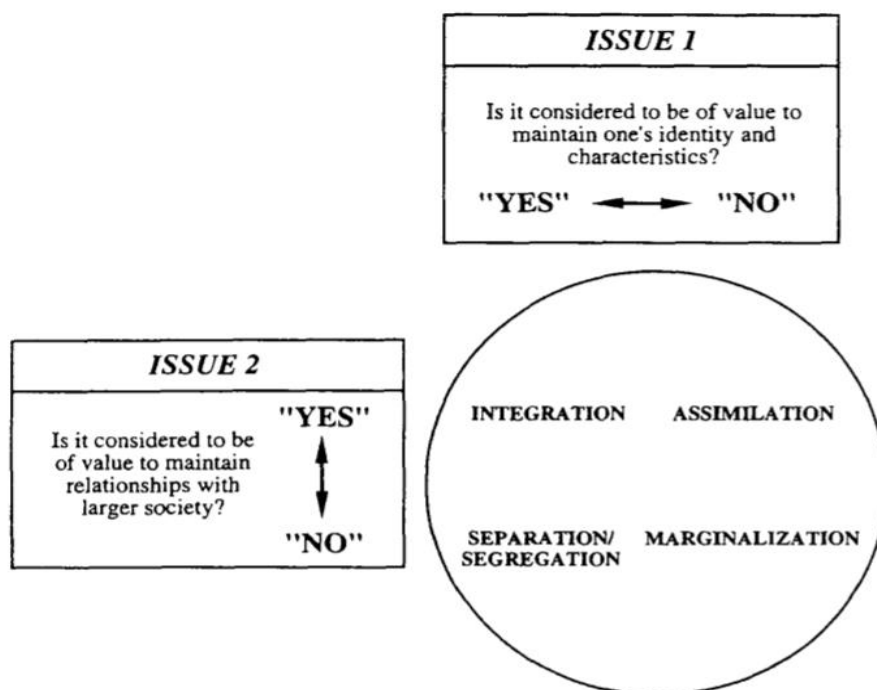 ISSUE 1
Is it considered to be of value to
maintain one's identity and
characteristics?
"YES" "NO"
ISSUE 2
"YES"
Is it considered to be
of value to maintain
relationships with
larger society?
"NO"
INTEGRATION ASSIMILATION
SEPARATION/ MARGINALIZATION
SEGREGATION